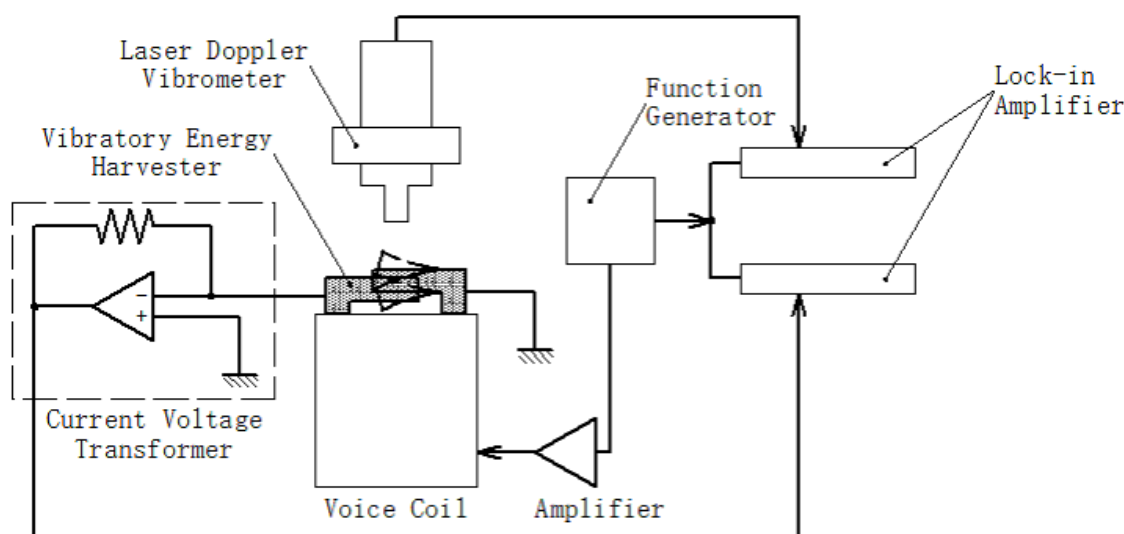 Laser Doppler
Vibrometer
Function
Generator
Lock-in
Amplifier
Vibratory Energy
Harvester
−
+
Current Voltage
Transformer
Voice Coil
Amplifier